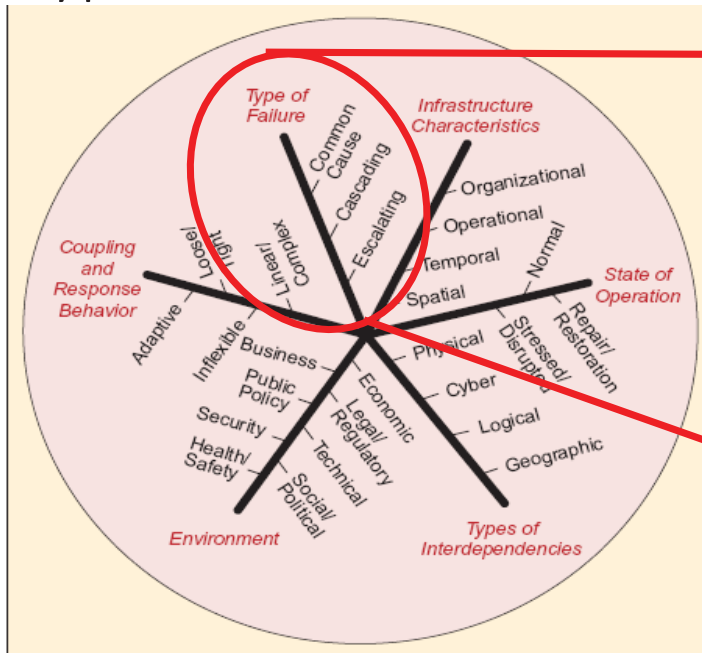 Type of
Failure
Common
Cause
Cascading
Escalating
Infrastructure
Characteristics
Organizational
Operational
Temporal
Spatial
State of
Operation
Normal
Repair/
Restoration
Stressed/
Disrupted
Types of
Interdependencies
Physical
Cyber
Logical
Geographic
Environment
Economic
Legal/
Regulatory
Technical
Social/
Political
Business
Public
Policy
Security
Health/
Safety
Coupling
and
Response
Behavior
Adaptive
Loose/
Tight
Inflexible
Linear/
Complex